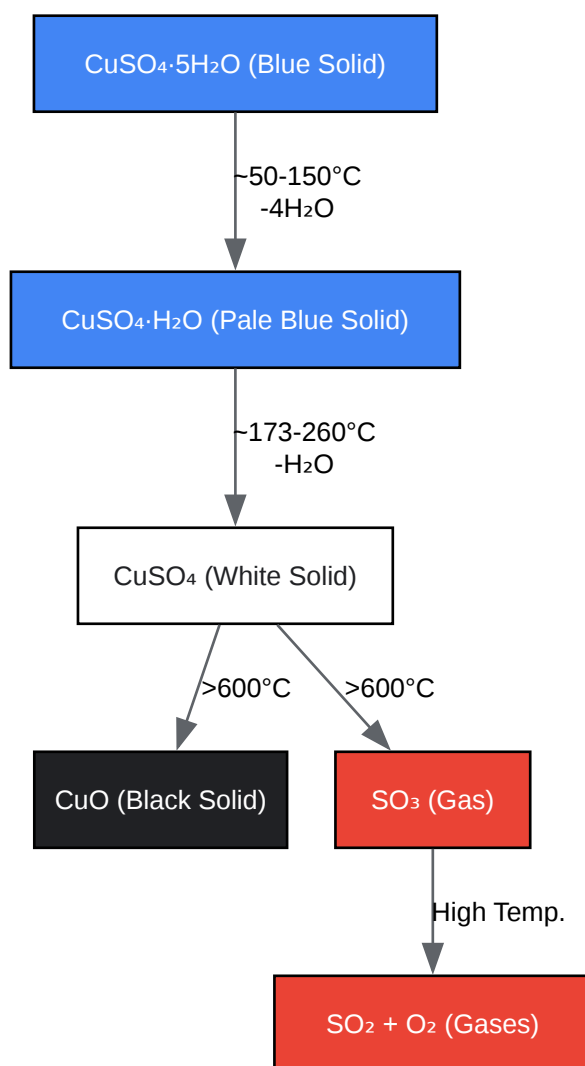 CuSO₄·5H₂O (Blue Solid)
~50-150°C
-4H₂O
CuSO₄·H₂O (Pale Blue Solid)
~173-260°C
-H₂O
CuSO₄ (White Solid)
>600°C
>600°C
CuO (Black Solid)
SO₃ (Gas)
High Temp.
SO₂ + O₂ (Gases)